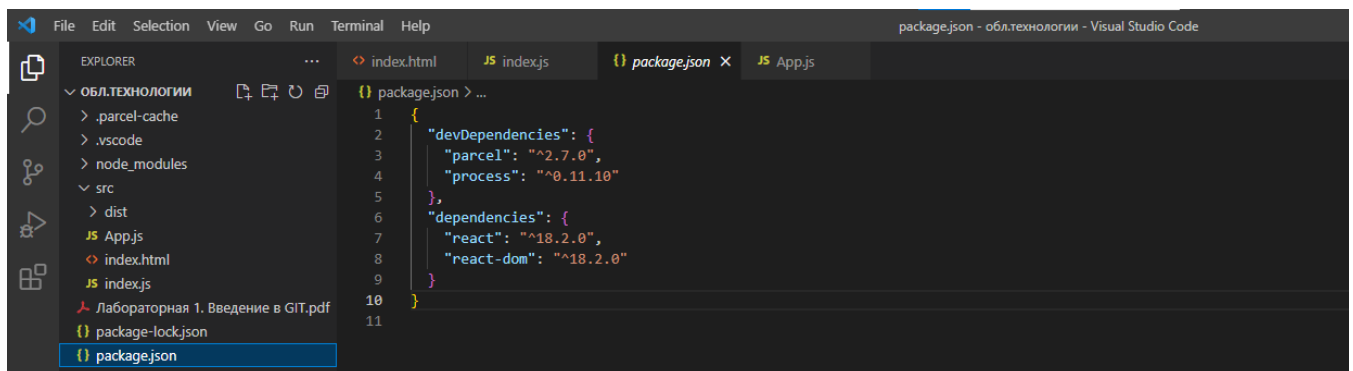 File Edit Selection View Go Run Terminal Help package.json - обл.технологии - Visual Studio Code
EXPLORER ...
ОБЛ.ТЕХНОЛОГИИ
> .parcel-cache
> .vscode
> node_modules
src
> dist
JS App.js
<> index.html
JS index.js
Лабораторная 1. Введение в GIT.pdf
{} package-lock.json
{} package.json
<> index.html JS index.js {} package.json × JS App.js
{} package.json > ...
1 {
2 "devDependencies": {
3 "parcel": "^2.7.0",
4 "process": "^0.11.10"
5 },
6 "dependencies": {
7 "react": "^18.2.0",
8 "react-dom": "^18.2.0"
9 }
10 }
11